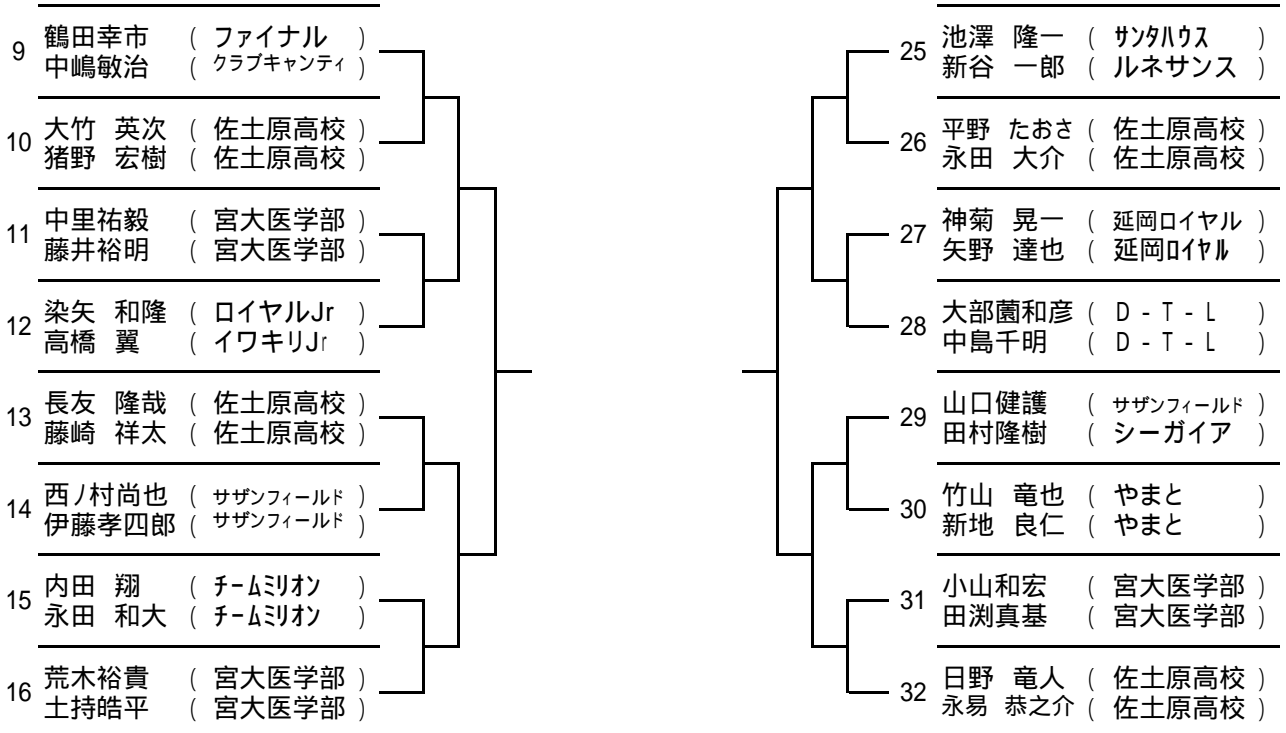 9 鶴田幸市 ( ファイナル )
中嶋敏治 ( クラブキャンティ )
10 大竹 英次 ( 佐土原高校 )
猪野 宏樹 ( 佐土原高校 )
11 中里祐毅 ( 宮大医学部 )
藤井裕明 ( 宮大医学部 )
12 染矢 和隆 ( ロイヤルJr )
高橋 翼 ( イワキリJr )
13 長友 隆哉 ( 佐土原高校 )
藤崎 祥太 ( 佐土原高校 )
14 西ノ村尚也 ( サザンフィールド )
伊藤孝四郎 ( サザンフィールド )
15 内田 翔 ( チームミリオン )
永田 和大 ( チームミリオン )
16 荒木裕貴 ( 宮大医学部 )
土持皓平 ( 宮大医学部 )
25 池澤 隆一 ( サンタハウス )
新谷 一郎 ( ルネサンス )
26 平野 たおさ ( 佐土原高校 )
永田 大介 ( 佐土原高校 )
27 神菊 晃一 ( 延岡ロイヤル )
矢野 達也 ( 延岡ロイヤル )
28 大部薗和彦 ( D - T - L )
中島千明 ( D - T - L )
29 山口健護 ( サザンフィールド )
田村隆樹 ( シーガイア )
30 竹山 竜也 ( やまと )
新地 良仁 ( やまと )
31 小山和宏 ( 宮大医学部 )
田渕真基 ( 宮大医学部 )
32 日野 竜人 ( 佐土原高校 )
永易 恭之介 ( 佐土原高校 )